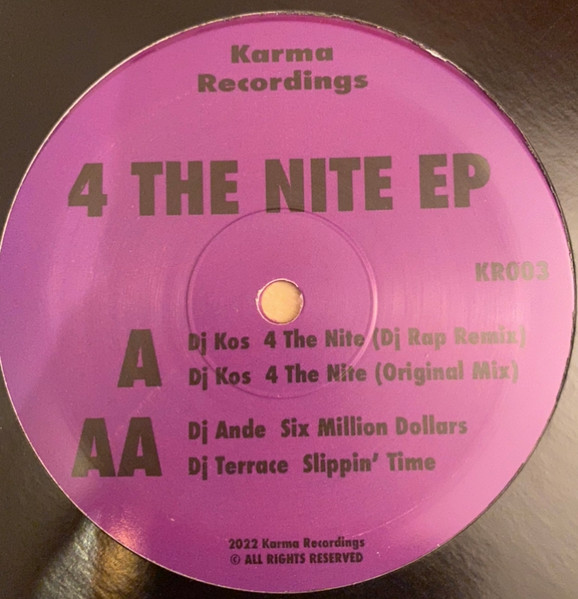 Karma
Recordings
4 THE NITE EP
KR003
A
Dj Kos 4 The Nite (Dj Rap Remix)
Dj Kos 4 The Nite (Original Mix)
AA
Dj Ande Six Million Dollars
Dj Terrace Slippin' Time
2022 Karma Recordings
© ALL RIGHTS RESERVED